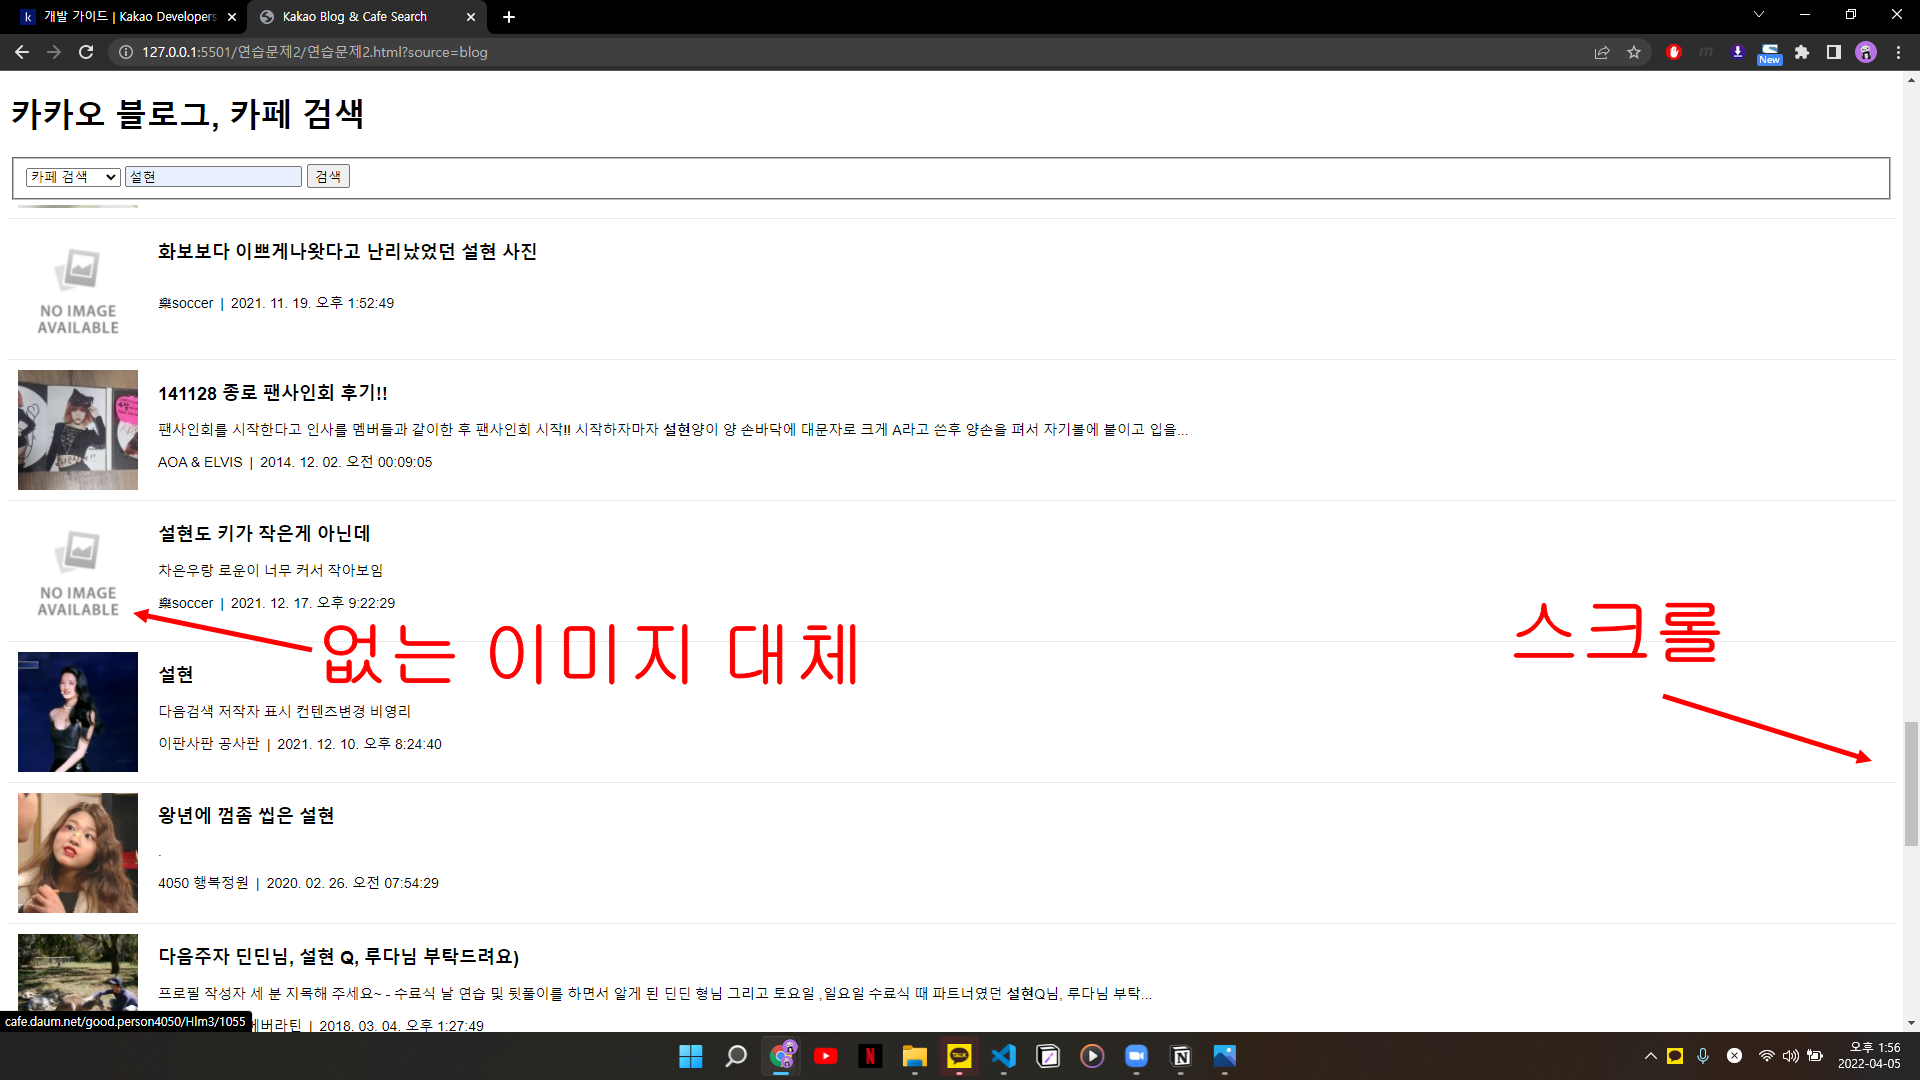 개발 가이드 | Kakao Developers
Kakao Blog & Cafe Search
127.0.0.1:5501/연습문제2/연습문제2.html?source=blog
New
카카오 블로그, 카페 검색
카페 검색 설현 검색
화보보다 이쁘게나왓다고 난리났었던 설현 사진
NO IMAGE
AVAILABLE
樂soccer | 2021. 11. 19. 오후 1:52:49
141128 종로 팬사인회 후기!!
팬사인회를 시작한다고 인사를 멤버들과 같이한 후 팬사인회 시작!! 시작하자마자 설현양이 양 손바닥에 대문자로 크게 A라고 쓴후 양손을 펴서 자기볼에 붙이고 입을...
AOA & ELVIS | 2014. 12. 02. 오전 00:09:05
설현도 키가 작은게 아닌데
차은우랑 로운이 너무 커서 작아보임
NO IMAGE
AVAILABLE
樂soccer | 2021. 12. 17. 오후 9:22:29
없는 이미지 대체
스크롤
설현
다음검색 저작자 표시 컨텐츠변경 비영리
이판사판 공사판 | 2021. 12. 10. 오후 8:24:40
왕년에 껌좀 씹은 설현
.
4050 행복정원 | 2020. 02. 26. 오전 07:54:29
다음주자 딘딘님, 설현 Q, 루다님 부탁드려요)
프로필 작성자 세 분 지목해 주세요~ - 수료식 날 연습 및 뒷풀이를 하면서 알게 된 딘딘 형님 그리고 토요일 ,일요일 수료식 때 파트너였던 설현Q님, 루다님 부탁...
에버라틴 | 2018. 03. 04. 오후 1:27:49
cafe.daum.net/good.person4050/Hlm3/1055
TALK
오후 1:56
2022-04-05